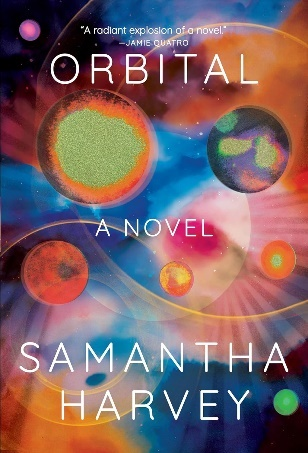 "A radiant explosion of a novel."
—JAMIE QUATRO
ORBITAL
A NOVEL
SAMANTHA
HARVEY